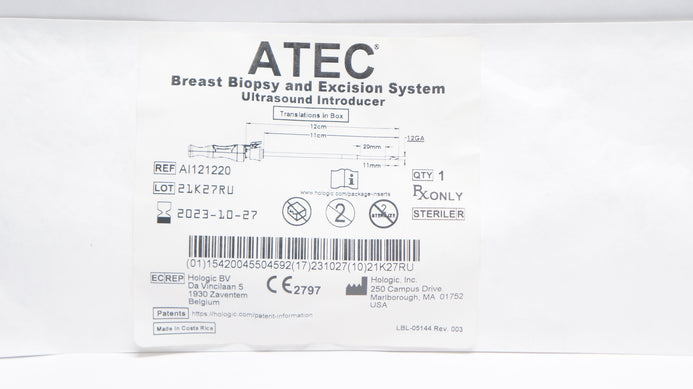 ATEC®
Breast Biopsy and Excision System
Ultrasound Introducer
Translations in Box
12cm
11cm
12GA
20mm
11mm
REF AI121220
LOT 21K27RU
2023-10-27
www.hologic.com/package-inserts
QTY 1
Rx ONLY
STERILE R
2
2
STERILIZE
(01)15420045504592(17)231027(10)21K27RU
EC REP Hologic BV
Da Vincilaan 5
1930 Zaventem
Belgium
CE 2797
Hologic, Inc.
250 Campus Drive
Marlborough, MA 01752
USA
Patents https://hologic.com/patent-information
Made in Costa Rica
LBL-05144 Rev. 003